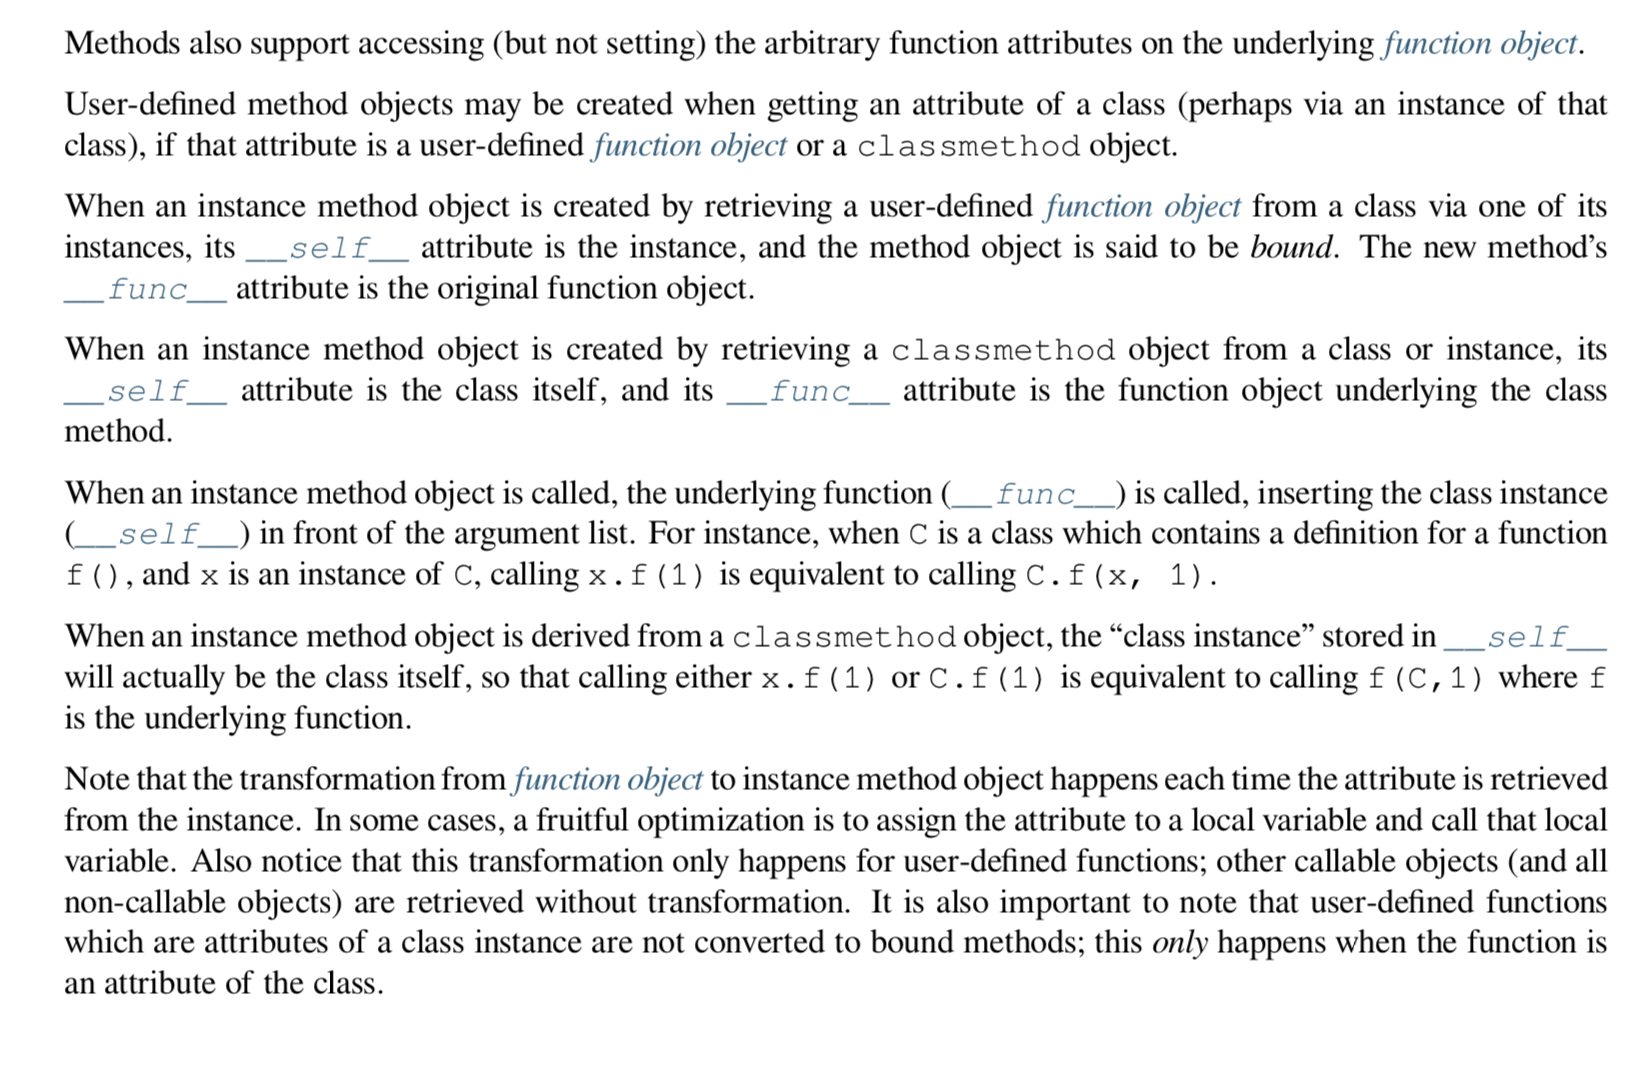 Methods also support accessing (but not setting) the arbitrary function attributes on the underlying function object.
User-defined method objects may be created when getting an attribute of a class (perhaps via an instance of that
class), if that attribute is a user-defined function object or a classmethod object.
When an instance method object is created by retrieving a user-defined function object from a class via one of its
instances, its __self__ attribute is the instance, and the method object is said to be bound. The new method’s
__func__ attribute is the original function object.
When an instance method object is created by retrieving a classmethod object from a class or instance, its
__self__ attribute is the class itself, and its __func__ attribute is the function object underlying the class
method.
When an instance method object is called, the underlying function (__func__) is called, inserting the class instance
(__self__) in front of the argument list. For instance, when C is a class which contains a definition for a function
f(), and x is an instance of C, calling x.f(1) is equivalent to calling C.f(x, 1).
When an instance method object is derived from a classmethod object, the “class instance” stored in __self__
will actually be the class itself, so that calling either x.f(1) or C.f(1) is equivalent to calling f(C,1) where f
is the underlying function.
Note that the transformation from function object to instance method object happens each time the attribute is retrieved
from the instance. In some cases, a fruitful optimization is to assign the attribute to a local variable and call that local
variable. Also notice that this transformation only happens for user-defined functions; other callable objects (and all
non-callable objects) are retrieved without transformation. It is also important to note that user-defined functions
which are attributes of a class instance are not converted to bound methods; this only happens when the function is
an attribute of the class.